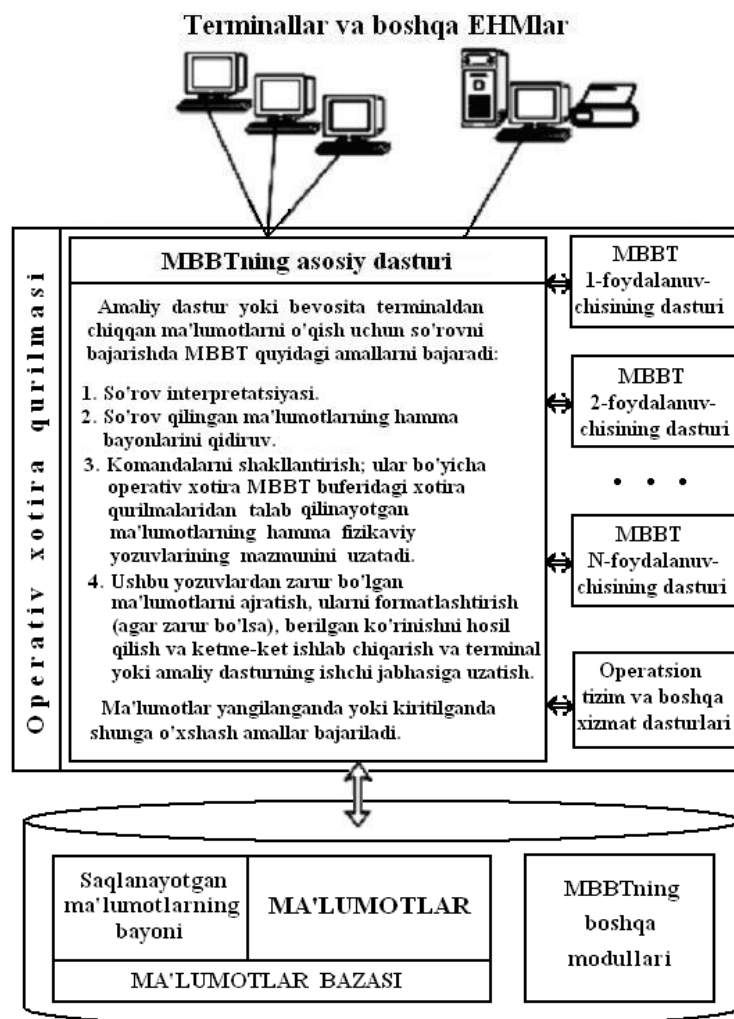 Terminallar va boshqa EHMlar
Operativ xotira qurilmasi
MBBTning asosiy dasturi
Amaliy dastur yoki bevosita terminaldan
chiqqan ma'lumotlarni o'qish uchun so'rovni
bajarishda MBBT quyidagi amallarni bajaradi:
1. So'rov interpretatsiyasi.
2. So'rov qilingan ma'lumotlarning hamma
bayonlarini qidiruv.
3. Komandalarni shakllantirish; ular bo'yicha
operativ xotira MBBT buferidagi xotira
qurilmalaridan talab qilinayotgan
ma'lumotlarning hamma fizikaviy
yozuvlarining mazmunini uzatadi.
4. Ushbu yozuvlardan zarur bo'lgan
ma'lumotlarni ajratish, ularni formatlashtirish
(agar zarur bo'lsa), berilgan ko'rinishni hosil
qilish va ketme-ket ishlab chiqarish va terminal
yoki amaliy dasturning ishchi jabhasiga uzatish.
Ma'lumotlar yangilanganda yoki kiritilganda
shunga o'xshash amallar bajariladi.
MBBT
1-foydalanuv-
chisining dasturi
MBBT
2-foydalanuv-
chisining dasturi
. . .
MBBT
N-foydalanuv-
chisining dasturi
Operatsion
tizim va boshqa
xizmat dasturlari
Saqlanayotgan
ma'lumotlarning
bayoni
MA'LUMOTLAR
MA'LUMOTLAR BAZASI
MBBTning
boshqa
modullari